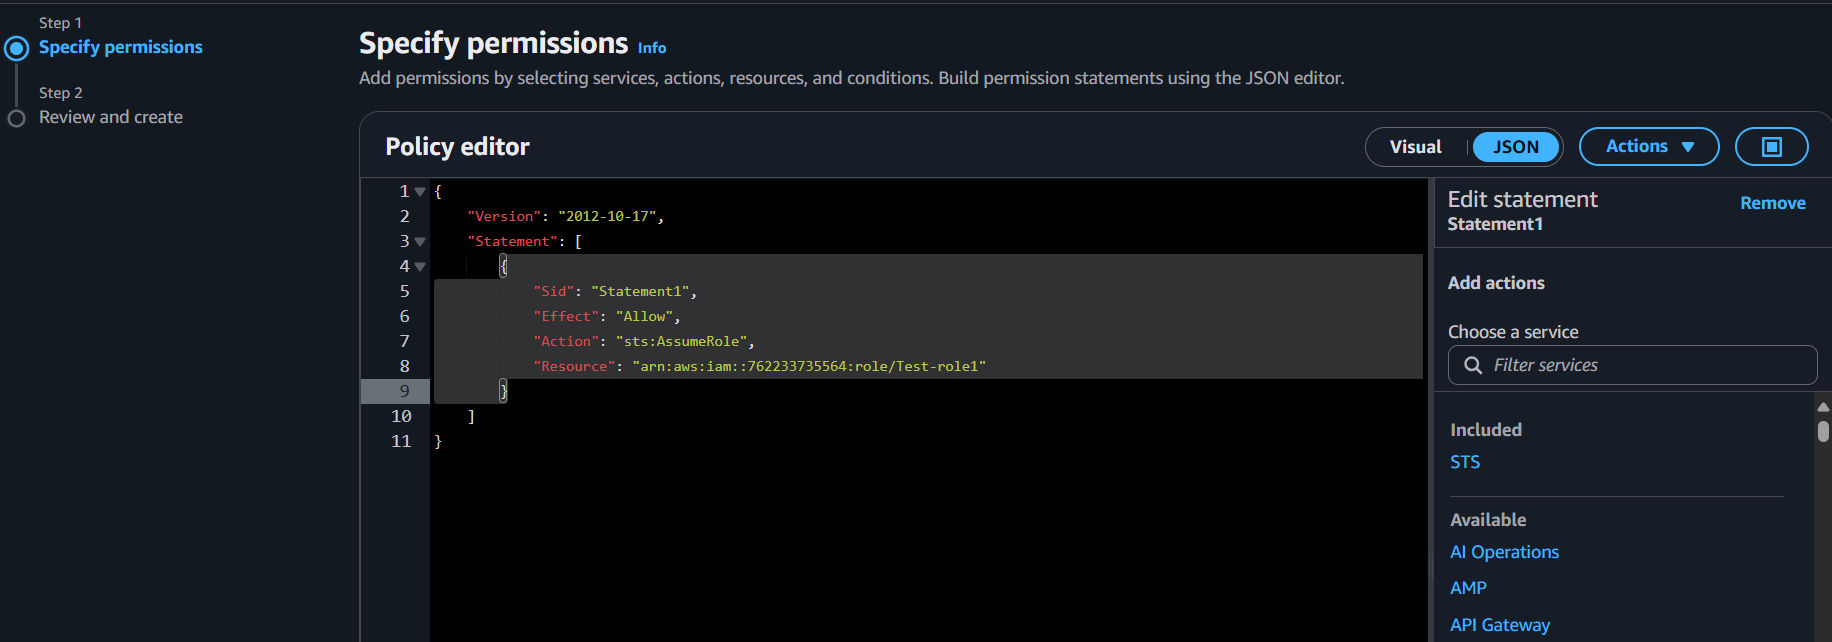 Step 1
Specify permissions
Step 2
Review and create
Specify permissions Info
Add permissions by selecting services, actions, resources, and conditions. Build permission statements using the JSON editor.
Policy editor
Visual
JSON
Actions
1 {
2 "Version": "2012-10-17",
3 "Statement": [
4 {
5 "Sid": "Statement1",
6 "Effect": "Allow",
7 "Action": "sts:AssumeRole",
8 "Resource": "arn:aws:iam::762233735564:role/Test-role1"
9 }
10 ]
11 }
Edit statement
Statement1
Remove
Add actions
Choose a service
Filter services
Included
STS
Available
AI Operations
AMP
API Gateway